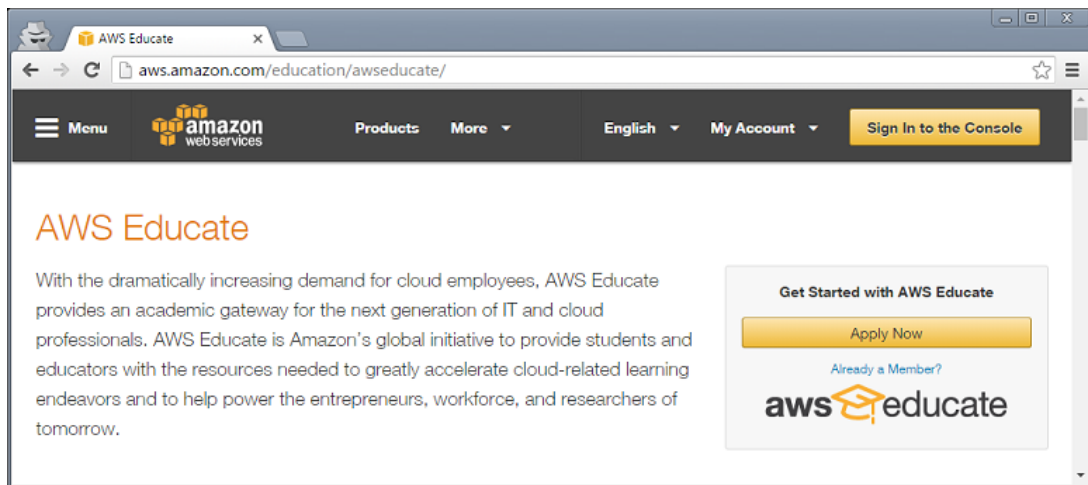 AWS Educate
aws.amazon.com/education/awseducate/
Menu
amazon
webservices
Products
More
English
My Account
Sign In to the Console
AWS Educate
With the dramatically increasing demand for cloud employees, AWS Educate
provides an academic gateway for the next generation of IT and cloud
professionals. AWS Educate is Amazon's global initiative to provide students and
educators with the resources needed to greatly accelerate cloud-related learning
endeavors and to help power the entrepreneurs, workforce, and researchers of
tomorrow.
Get Started with AWS Educate
Apply Now
Already a Member?
aws educate